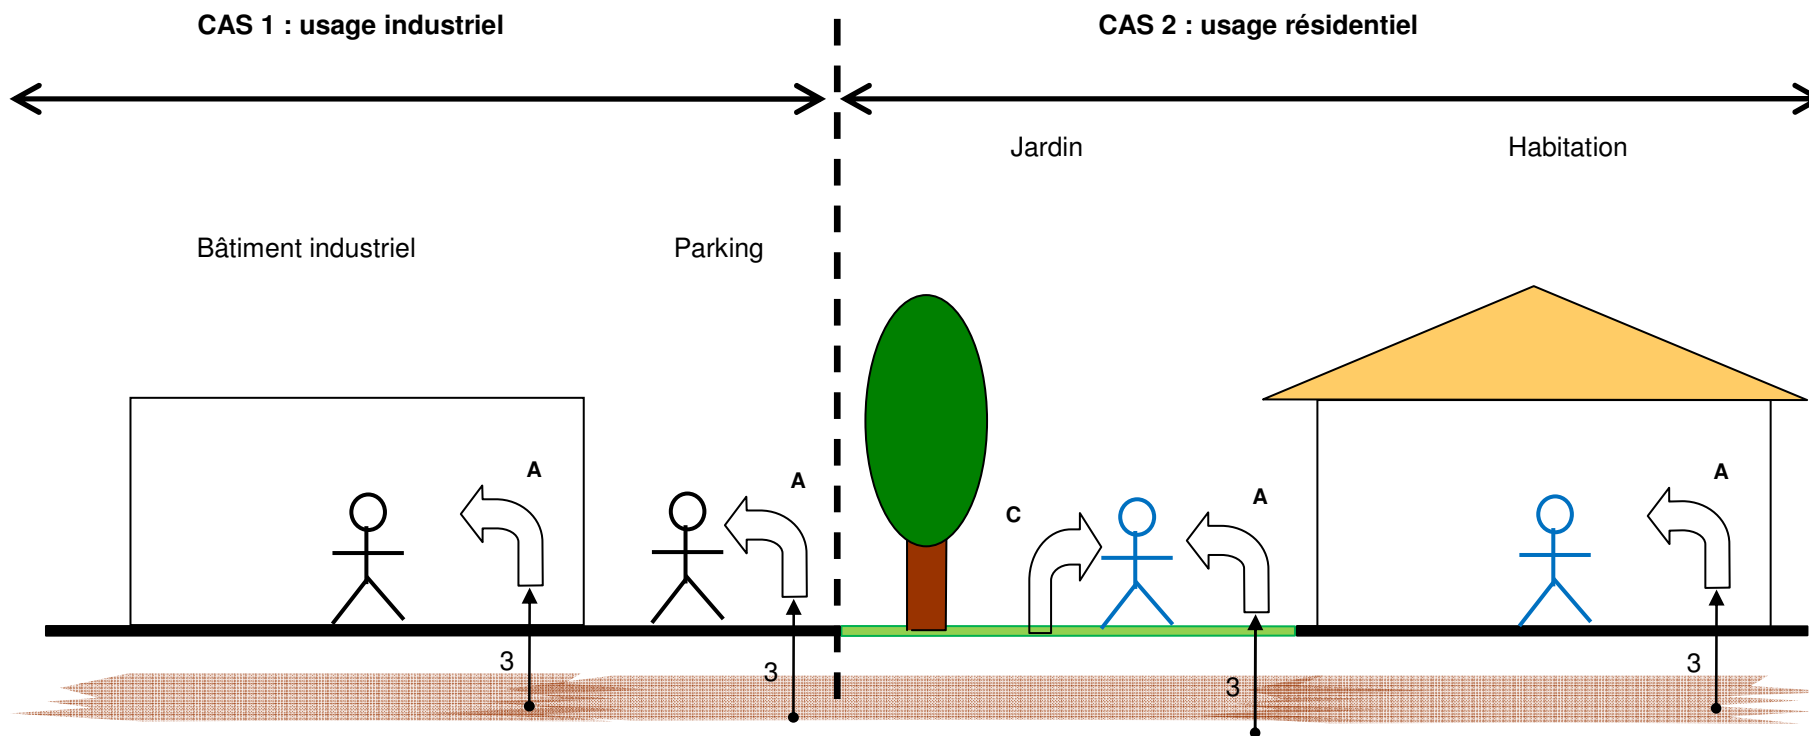 CAS 1 : usage industriel
CAS 2 : usage résidentiel
Jardin
Habitation
Bâtiment industriel
Parking
A
A
C
A
A
3
3
3
3